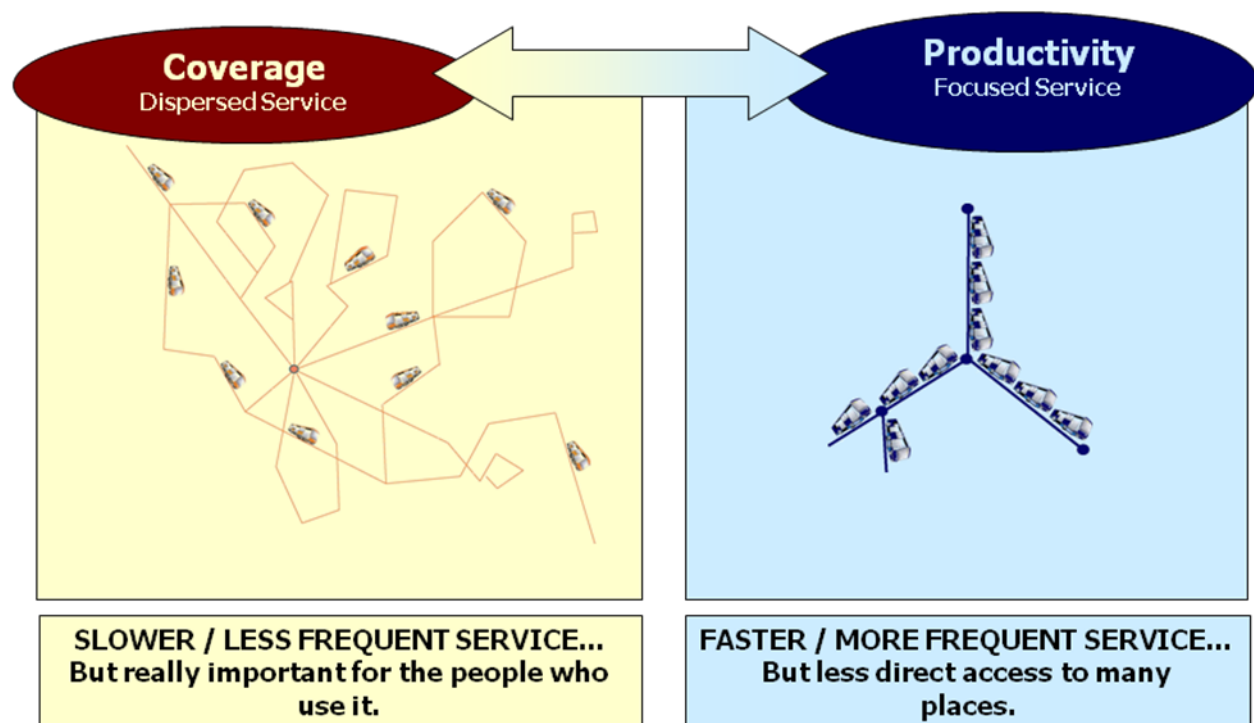 Coverage
Dispersed Service
Productivity
Focused Service
SLOWER / LESS FREQUENT SERVICE...
But really important for the people who
use it.
FASTER / MORE FREQUENT SERVICE...
But less direct access to many
places.